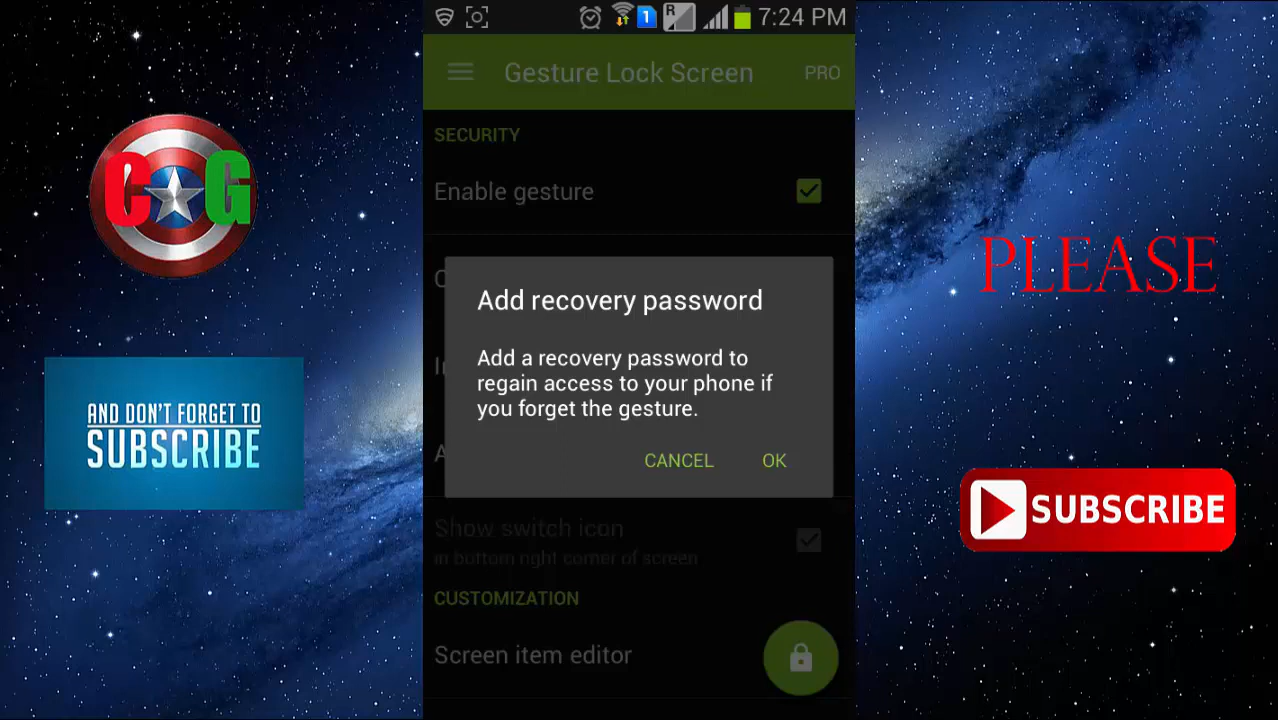 1 R 7:24 PM
Gesture Lock Screen PRO
SECURITY
Enable gesture
Add recovery password
Add a recovery password to
regain access to your phone if
you forget the gesture.
CANCEL OK
Show switch icon
in bottom right corner of screen
CUSTOMIZATION
Screen item editor
C G
AND DON'T FORGET TO
SUBSCRIBE
PLEASE
SUBSCRIBE